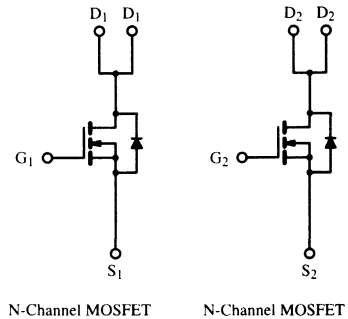 D1 D1 D2 D2
G1 G2
S1 S2
N-Channel MOSFET N-Channel MOSFET